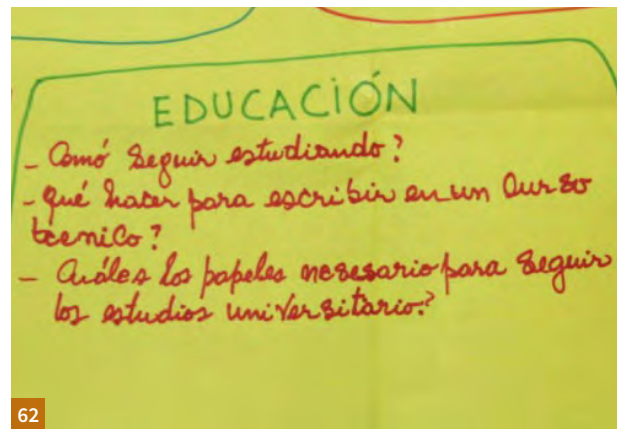 EDUCACIÓN
- Comó seguir estudiando?
- qué hacer para escribir en un Curso
tecnico?
- Cuáles los papeles nesesario para seguir
los estudios universitario?
62